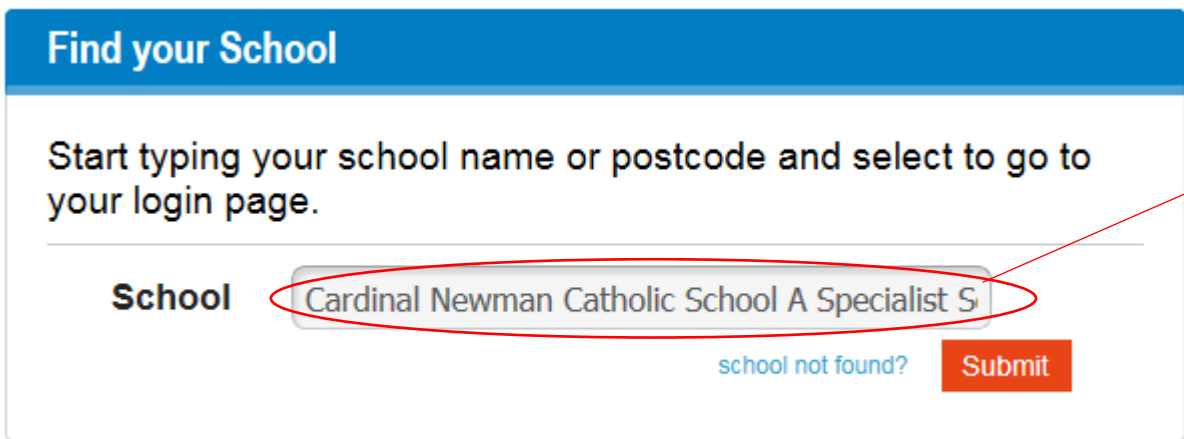 Find your School
Start typing your school name or postcode and select to go to
your login page.
School Cardinal Newman Catholic School A Specialist S
school not found? Submit